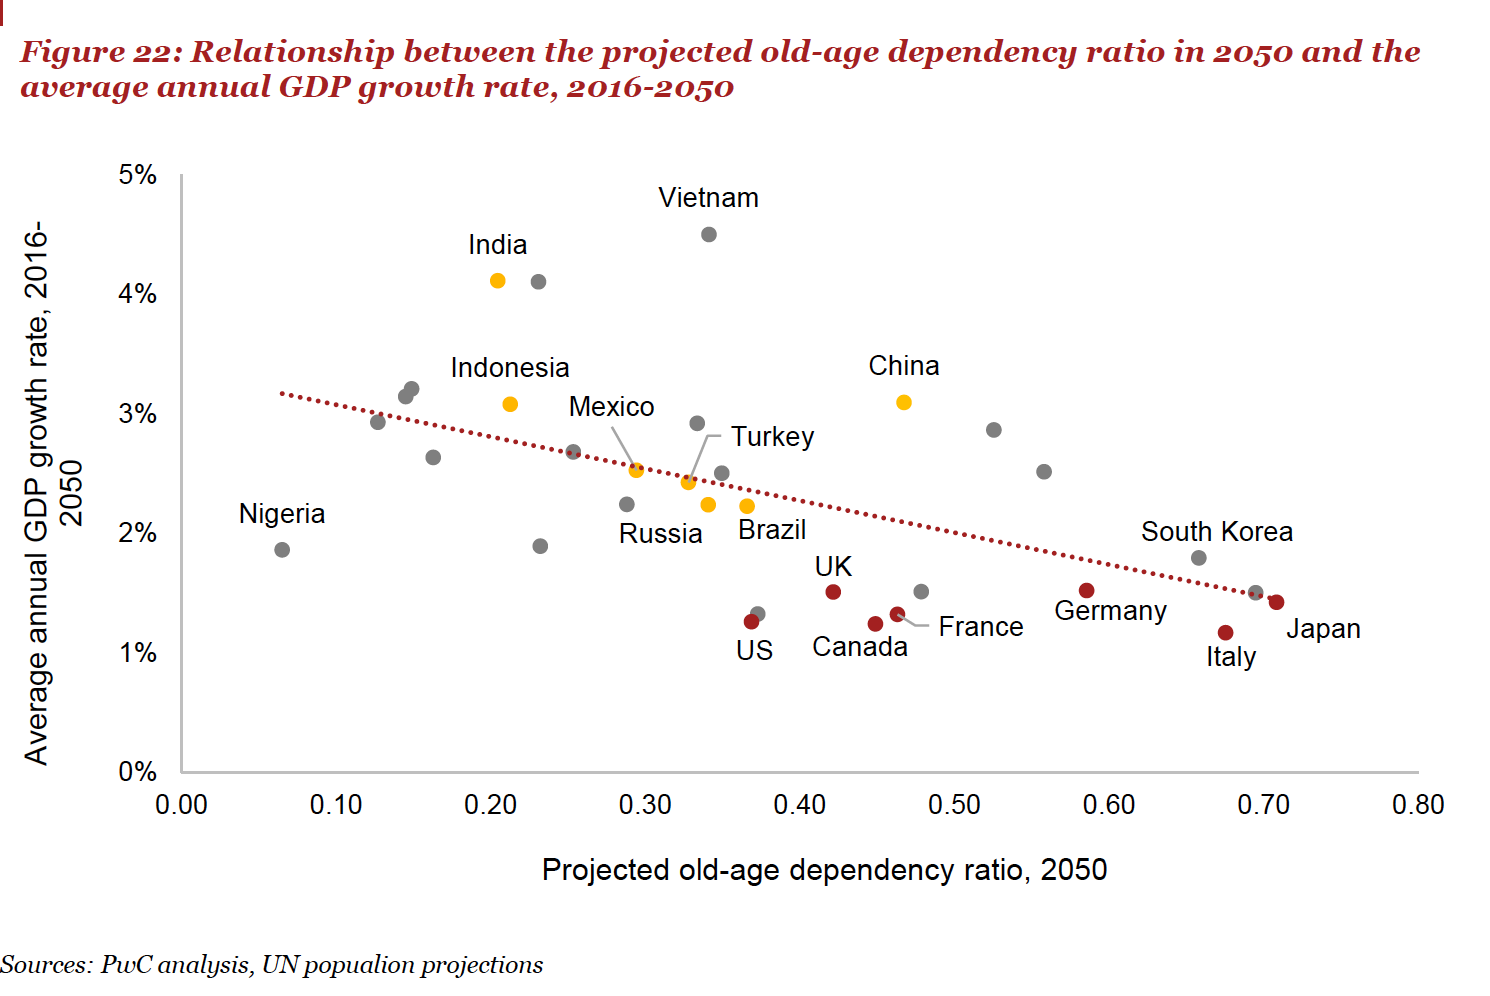 Figure 22: Relationship between the projected old-age dependency ratio in 2050 and the
average annual GDP growth rate, 2016-2050
Average annual GDP growth rate, 2016-
2050
5%
4%
3%
2%
1%
0%
Vietnam
India
Indonesia
China
Mexico
Turkey
Nigeria
Russia
Brazil
South Korea
UK
Germany
France
Japan
Canada
US
Italy
0.00 0.10 0.20 0.30 0.40 0.50 0.60 0.70 0.80
Projected old-age dependency ratio, 2050
Sources: PwC analysis, UN popualion projections